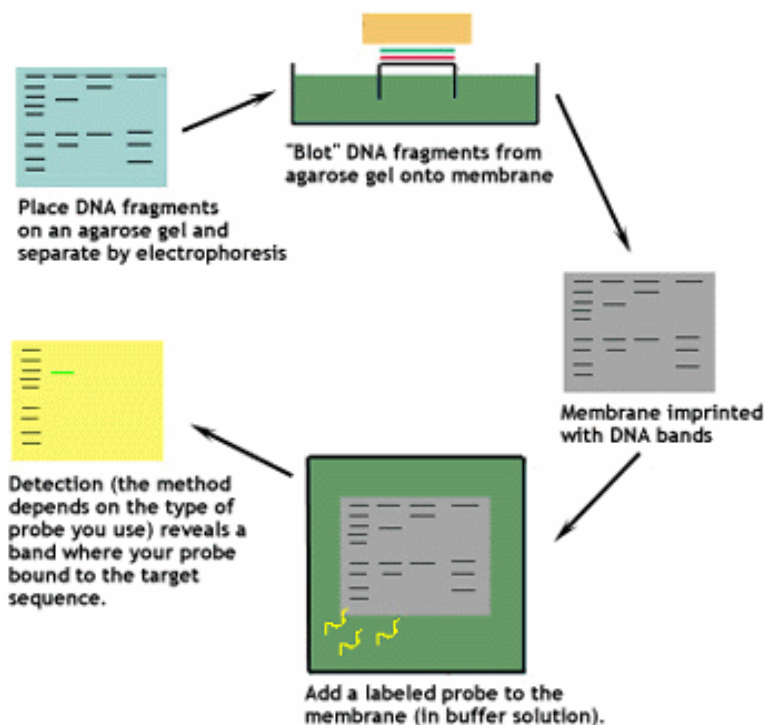 Place DNA fragments
on an agarose gel and
separate by electrophoresis
"Blot" DNA fragments from
agarose gel onto membrane
Membrane imprinted
with DNA bands
Add a labeled probe to the
membrane (in buffer solution).
Detection (the method
depends on the type of
probe you use) reveals a
band where your probe
bound to the target
sequence.